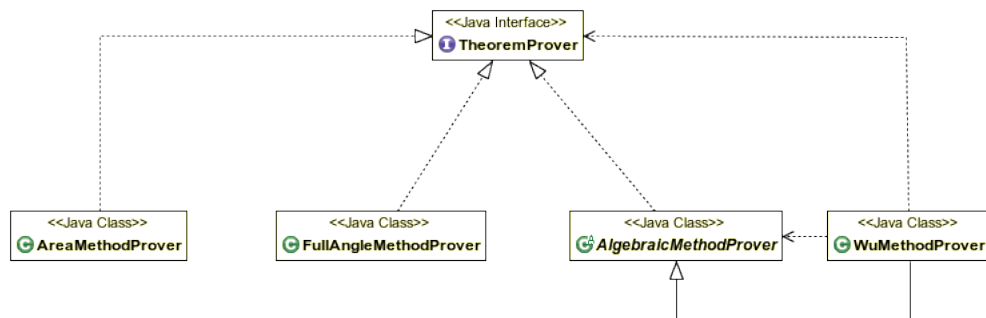 <<Java Interface>>
TheoremProver
<<Java Class>>
AreaMethodProver
<<Java Class>>
FullAngleMethodProver
<<Java Class>>
AlgebraicMethodProver
<<Java Class>>
WuMethodProver